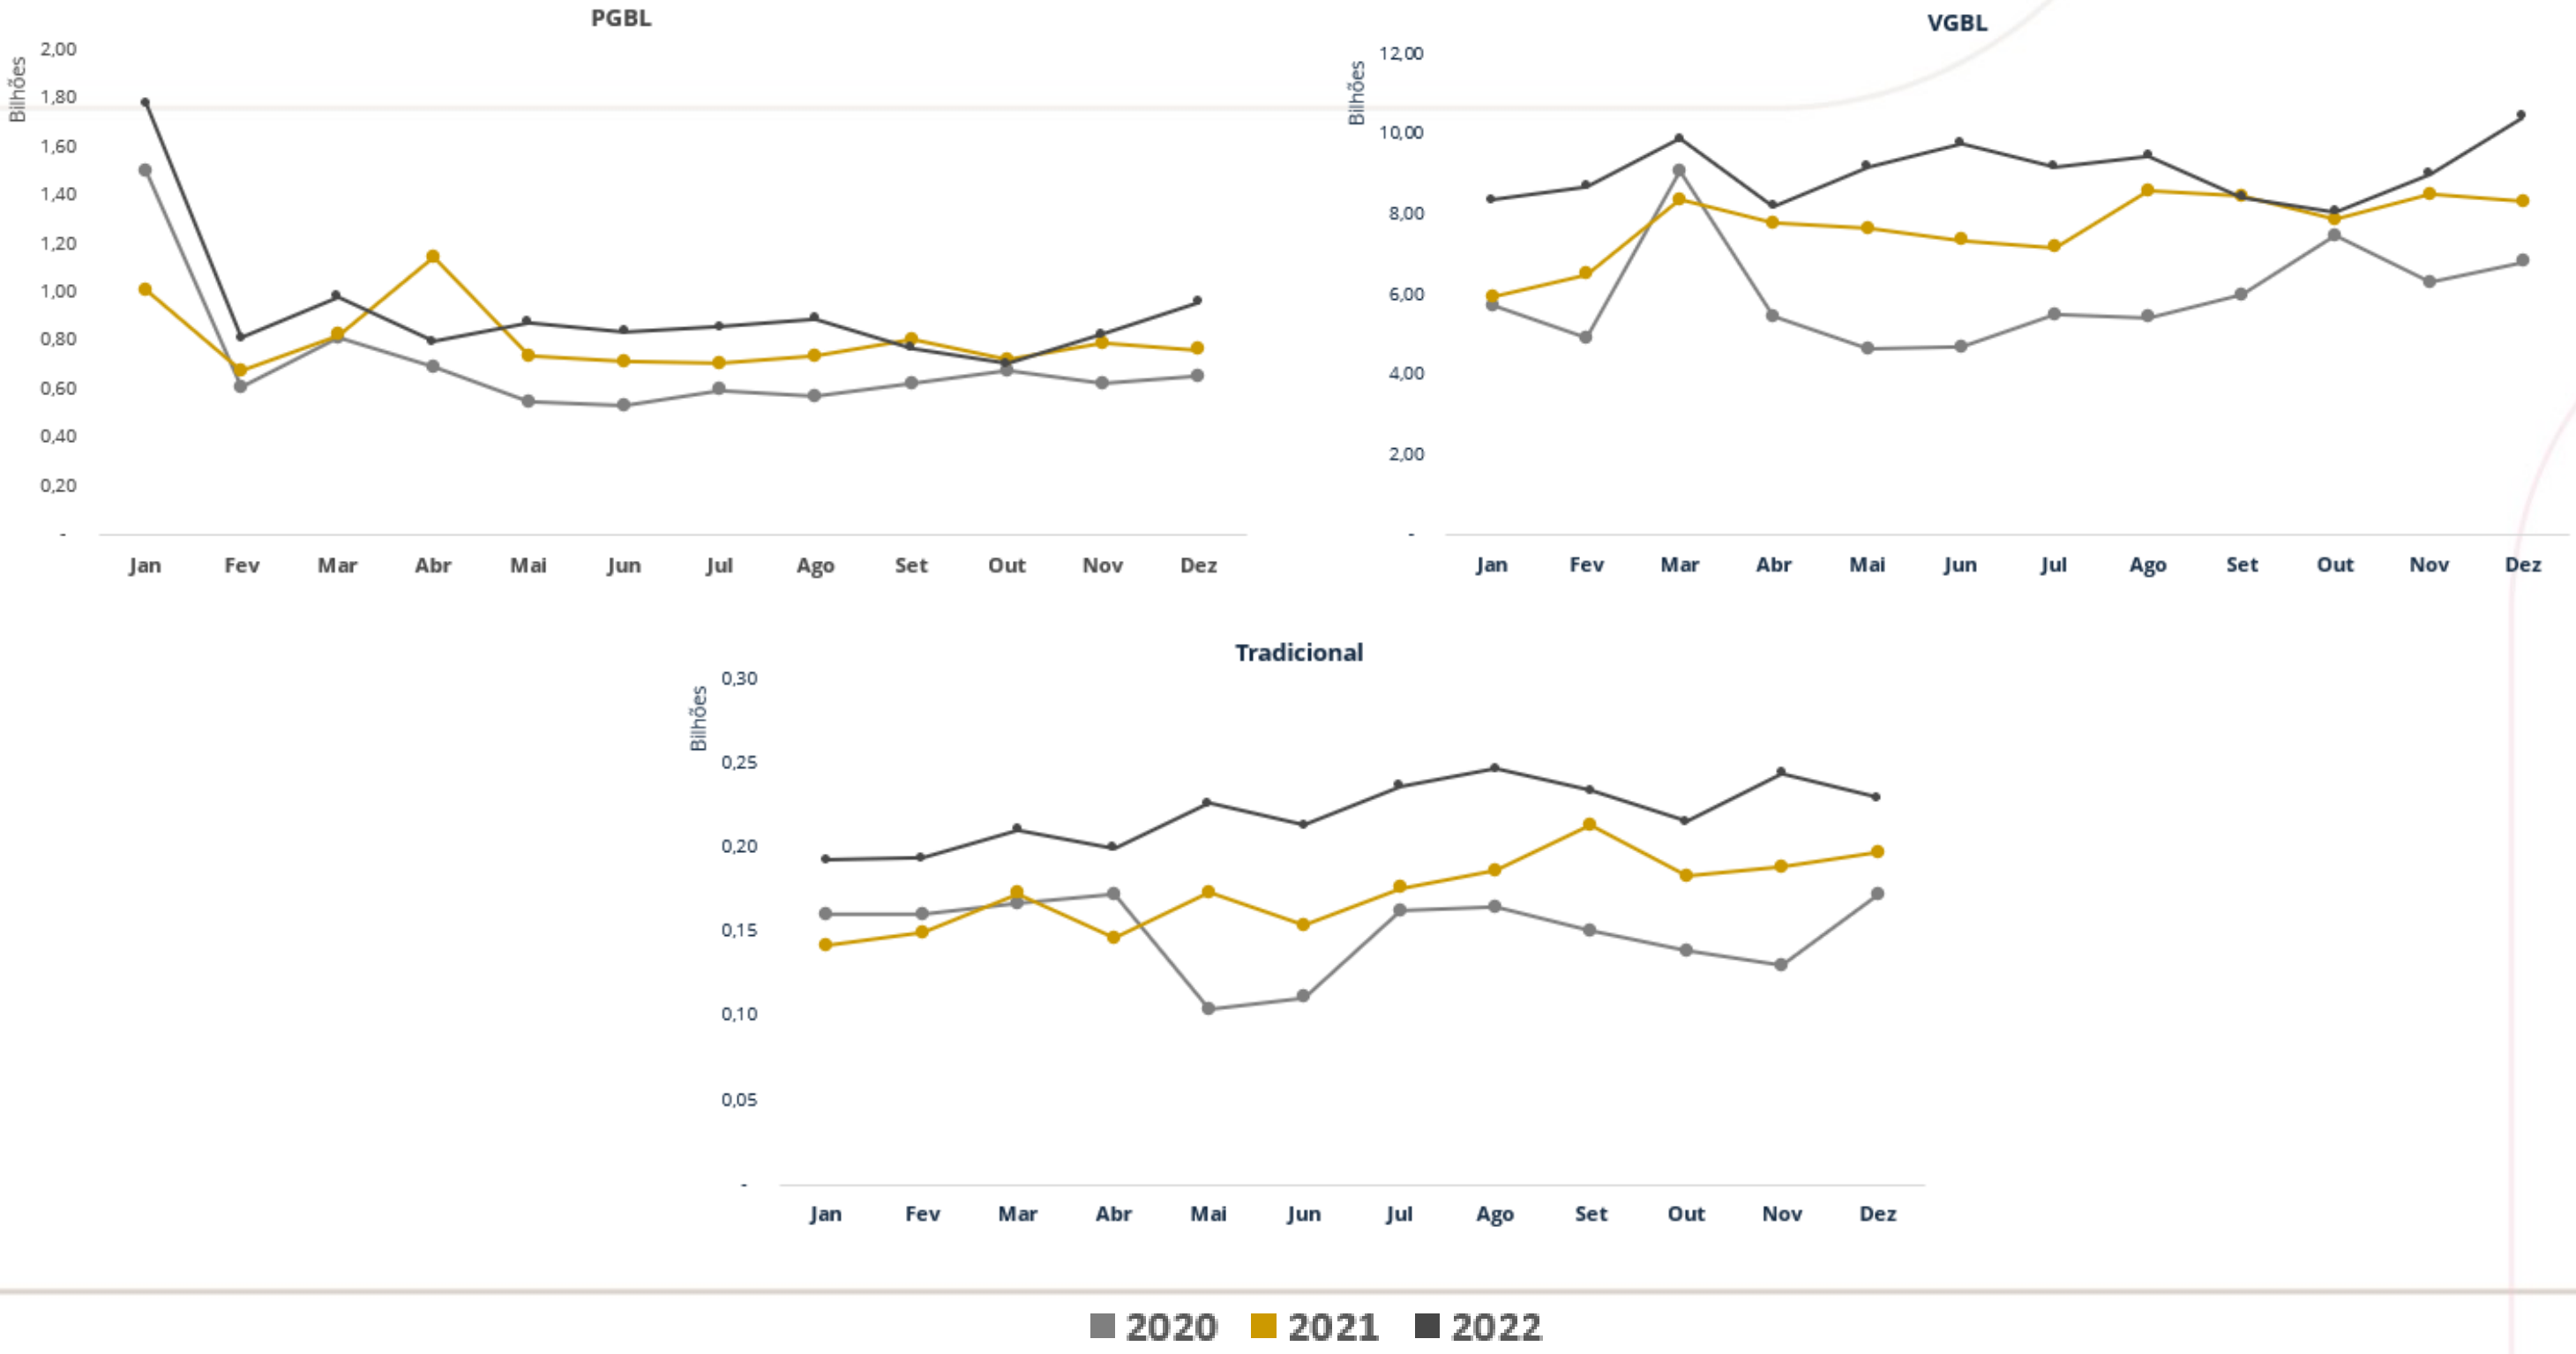 PGBL
Bilhões
2,00
1,80
1,60
1,40
1,20
1,00
0,80
0,60
0,40
0,20
-
Jan Fev Mar Abr Mai Jun Jul Ago Set Out Nov Dez
VGBL
Bilhões
12,00
10,00
8,00
6,00
4,00
2,00
-
Jan Fev Mar Abr Mai Jun Jul Ago Set Out Nov Dez
Tradicional
Bilhões
0,30
0,25
0,20
0,15
0,10
0,05
-
Jan Fev Mar Abr Mai Jun Jul Ago Set Out Nov Dez
2020 2021 2022